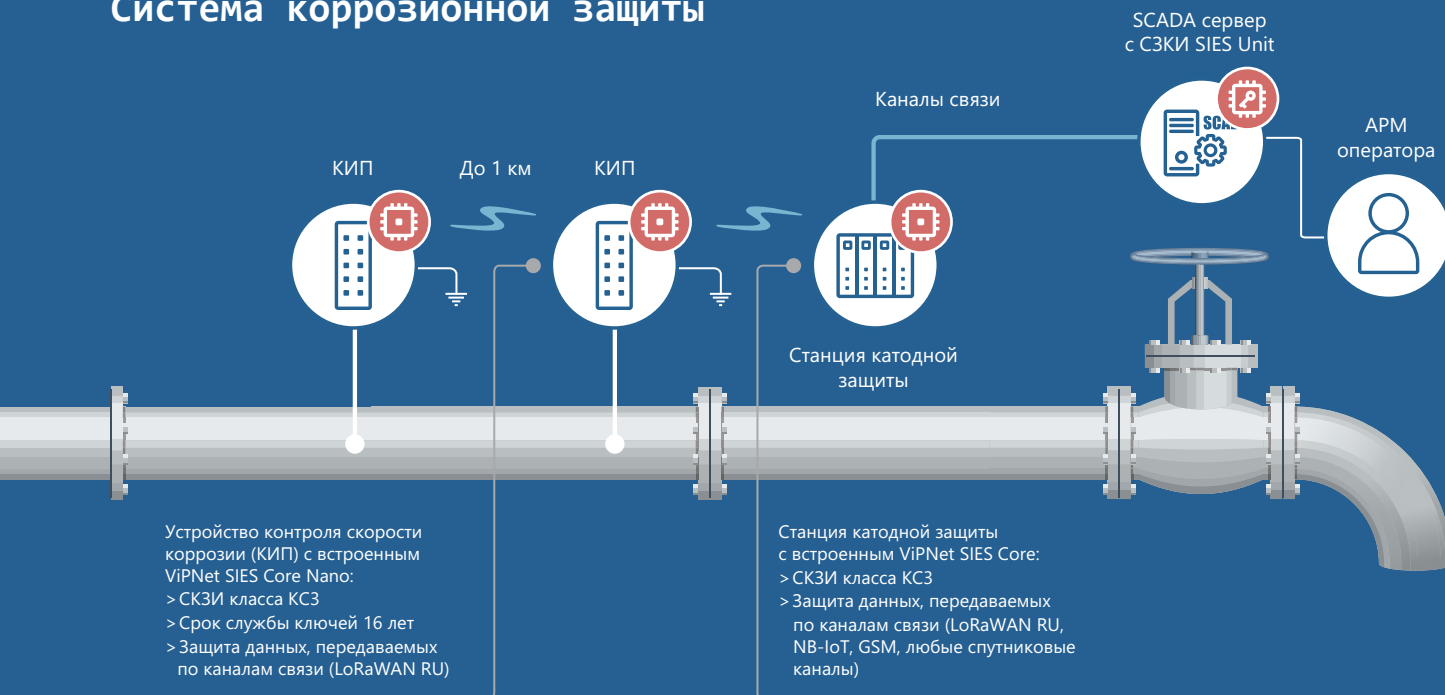 Система коррозионной защиты
SCADA сервер
с СЗКИ SIES Unit
Каналы связи
SCA
АРМ
оператора
КИП
До 1 км
КИП
Станция катодной
защиты
Устройство контроля скорости
коррозии (КИП) с встроенным
ViPNet SIES Core Nano:
> СКЗИ класса КС3
> Срок службы ключей 16 лет
> Защита данных, передаваемых
по каналам связи (LoRaWAN RU)
Станция катодной защиты
с встроенным ViPNet SIES Core:
> СКЗИ класса КС3
> Защита данных, передаваемых
по каналам связи (LoRaWAN RU,
NB-IoT, GSM, любые спутниковые
каналы)